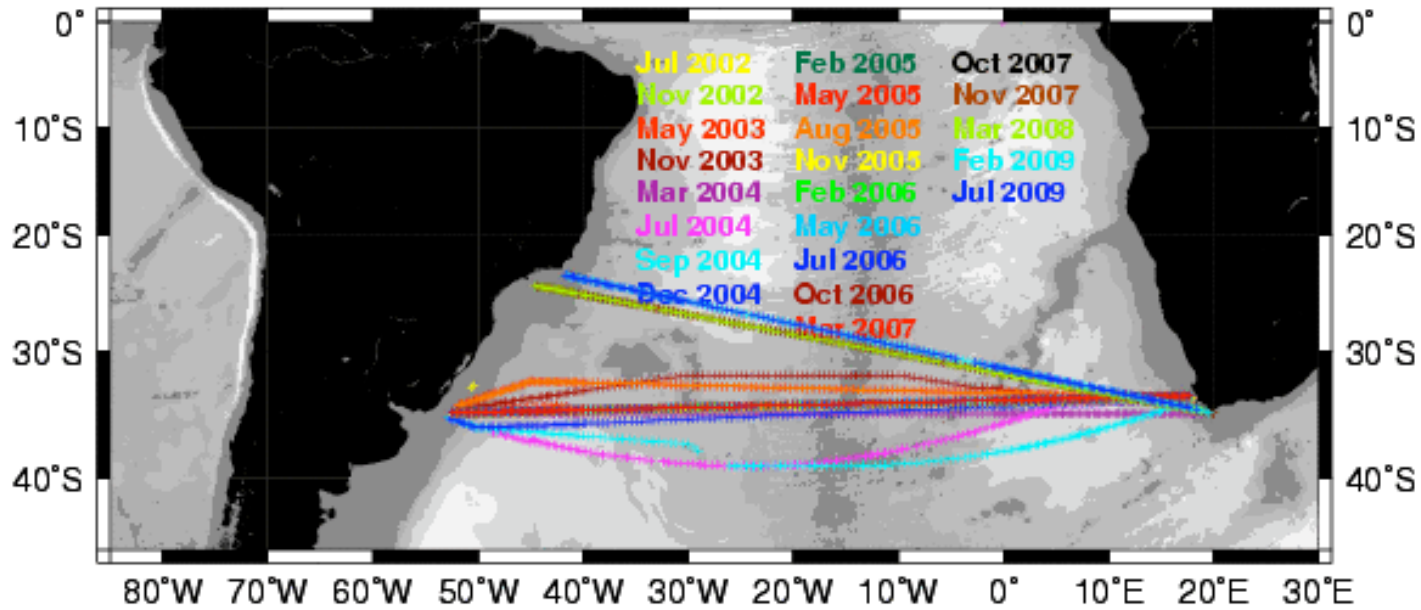 0° 0°
Jul 2002 Feb 2005 Oct 2007
Nov 2002 May 2005 Nov 2007
10°S May 2003 Aug 2005 Mar 2008 10°S
Nov 2003 Nov 2005 Feb 2009
Mar 2004 Feb 2006 Jul 2009
20°S Jul 2004 May 2006 20°S
Sep 2004 Jul 2006
Dec 2004 Oct 2006
Mar 2007
30°S 30°S
40°S 40°S
80°W 70°W 60°W 50°W 40°W 30°W 20°W 10°W 0° 10°E 20°E 30°E